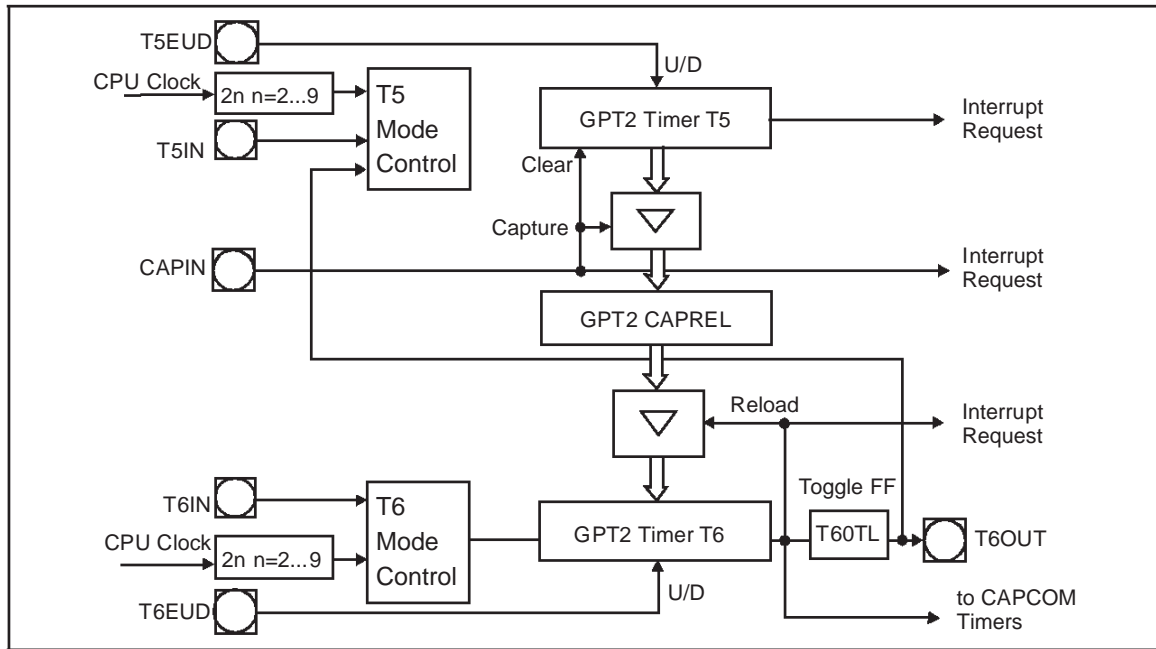 T5EUD
U/D
CPU Clock
2n n=2...9
T5
Mode
Control
GPT2 Timer T5
Interrupt
Request
T5IN
Clear
Capture
CAPIN
Interrupt
Request
GPT2 CAPREL
Reload
Interrupt
Request
T6IN
T6
Mode
Control
Toggle FF
GPT2 Timer T6
T60TL
T6OUT
CPU Clock
2n n=2...9
U/D
T6EUD
to CAPCOM
Timers